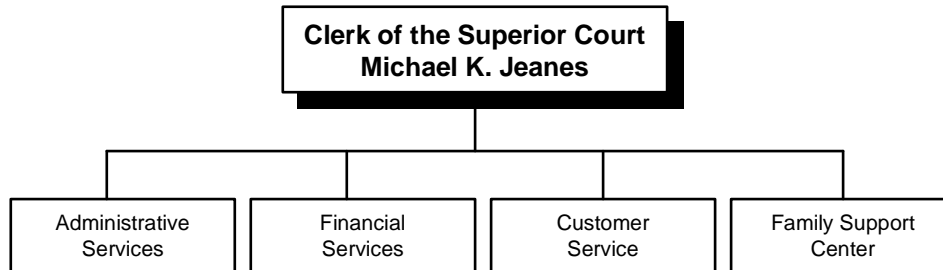 Clerk of the Superior Court
Michael K. Jeanes
Administrative
Services
Financial
Services
Customer
Service
Family Support
Center